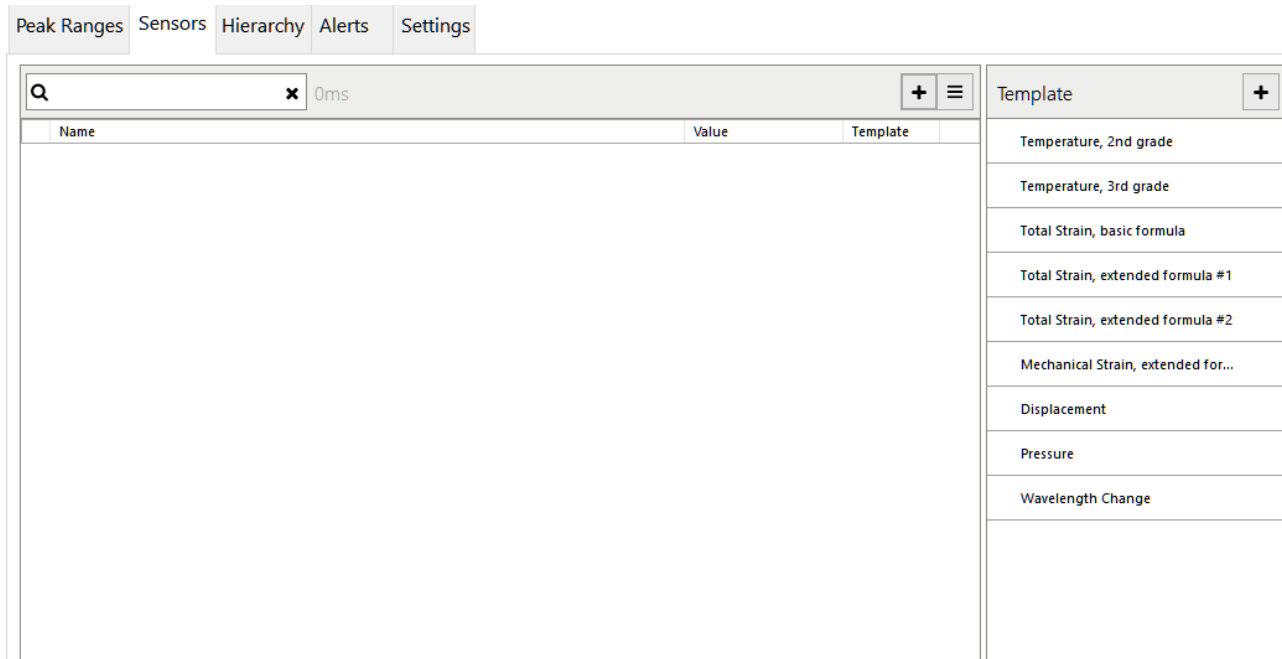 Peak Ranges Sensors Hierarchy Alerts Settings
0ms
Template
Name Value Template
Temperature, 2nd grade
Temperature, 3rd grade
Total Strain, basic formula
Total Strain, extended formula #1
Total Strain, extended formula #2
Mechanical Strain, extended for...
Displacement
Pressure
Wavelength Change